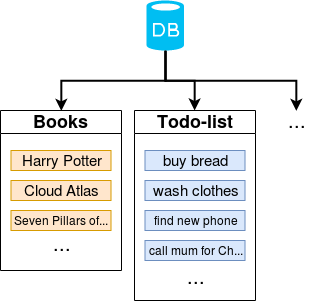 DB
Books
Harry Potter
Cloud Atlas
Seven Pillars of...
...
Todo-list
buy bread
wash clothes
find new phone
call mum for Ch...
...
...